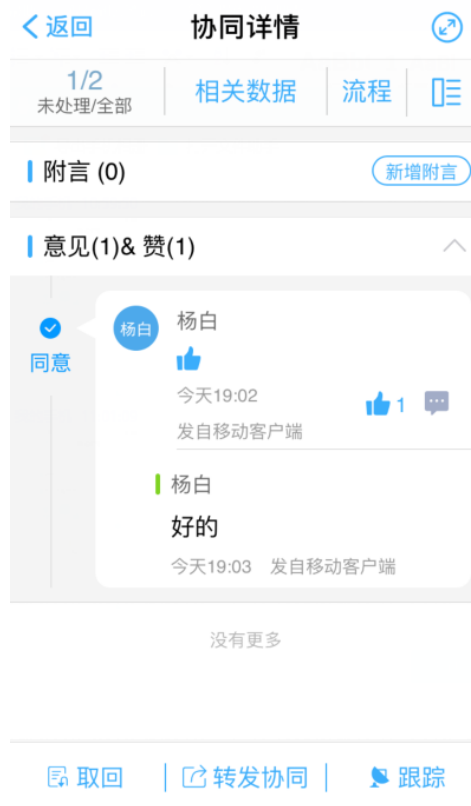 返回 协同详情
1/2 相关数据 流程
未处理/全部
附言 (0) 新增附言
意见(1)& 赞(1)
杨白 杨白
同意
今天19:02
1
发自移动客户端
杨白
好的
今天19:03 发自移动客户端
没有更多
取回 转发协同 跟踪